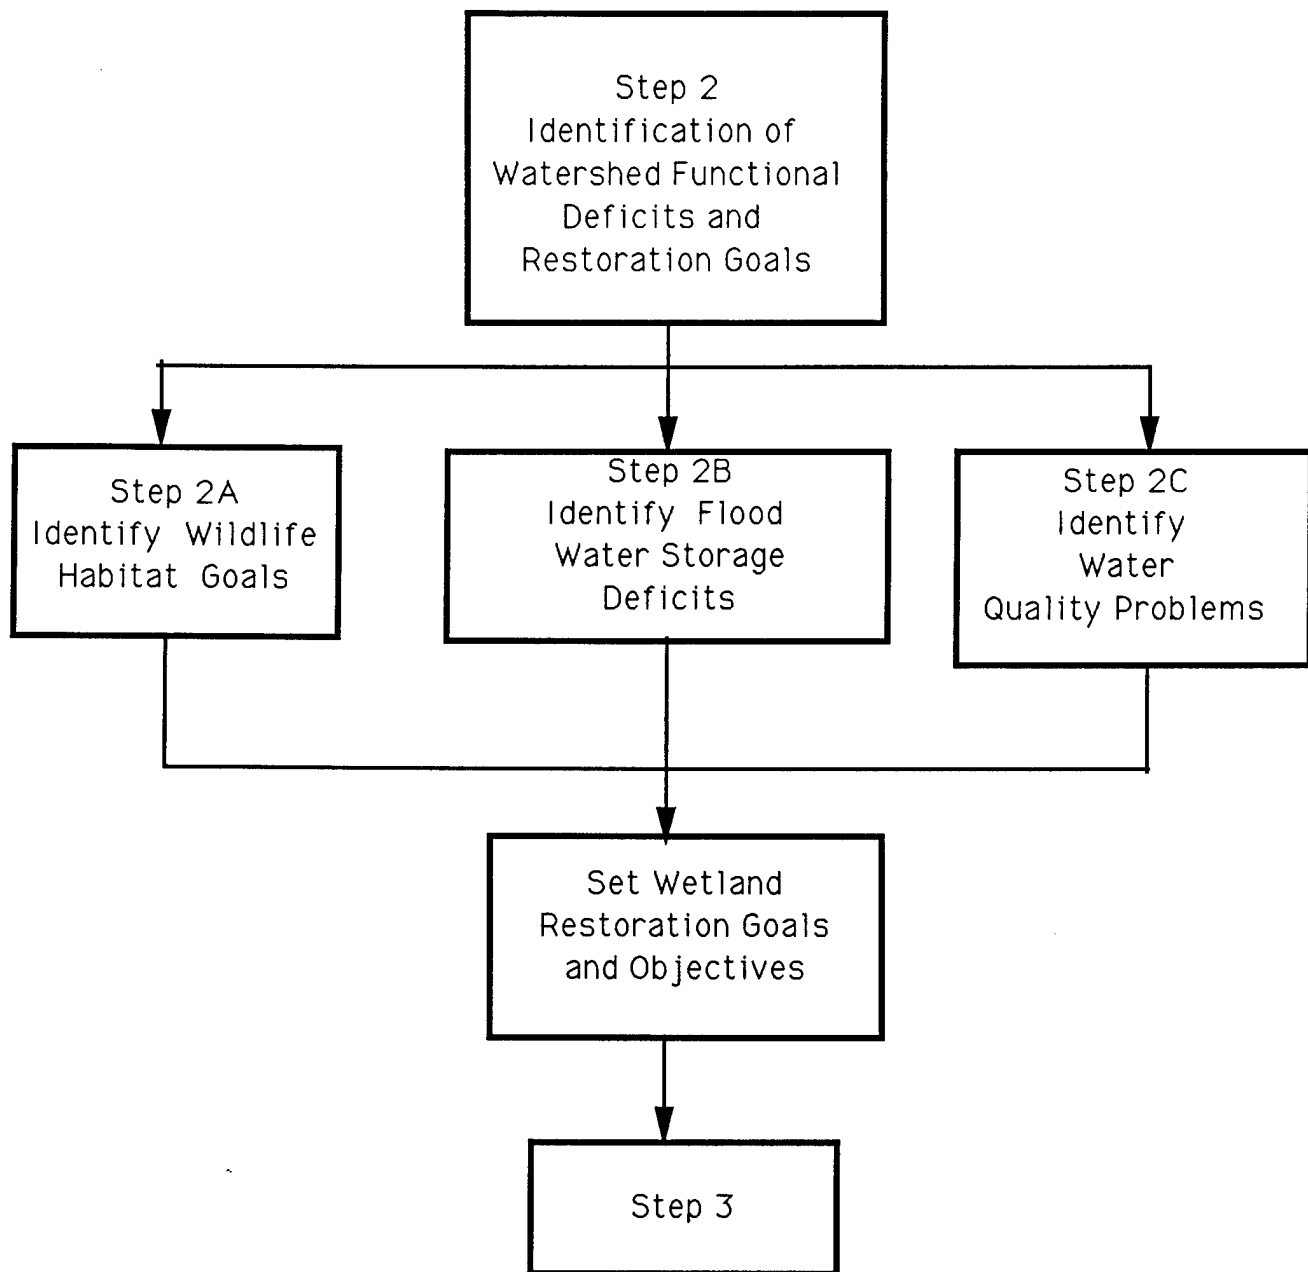 Step 2
Identification of
Watershed Functional
Deficits and
Restoration Goals
Step 2A
Identify Wildlife
Habitat Goals
Step 2B
Identify Flood
Water Storage
Deficits
Step 2C
Identify
Water
Quality Problems
Set Wetland
Restoration Goals
and Objectives
Step 3